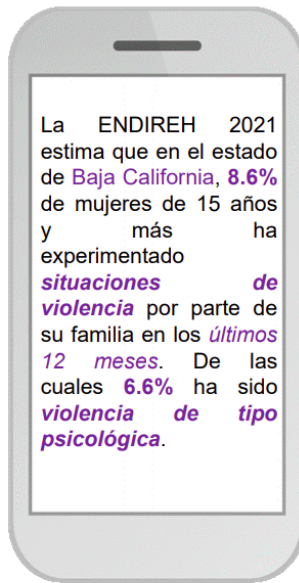 La ENDIREH 2021
estima que en el estado
de Baja California, 8.6%
de mujeres de 15 años
y más ha
experimentado
situaciones de
violencia por parte de
su familia en los últimos
12 meses. De las
cuales 6.6% ha sido
violencia de tipo
psicológica.